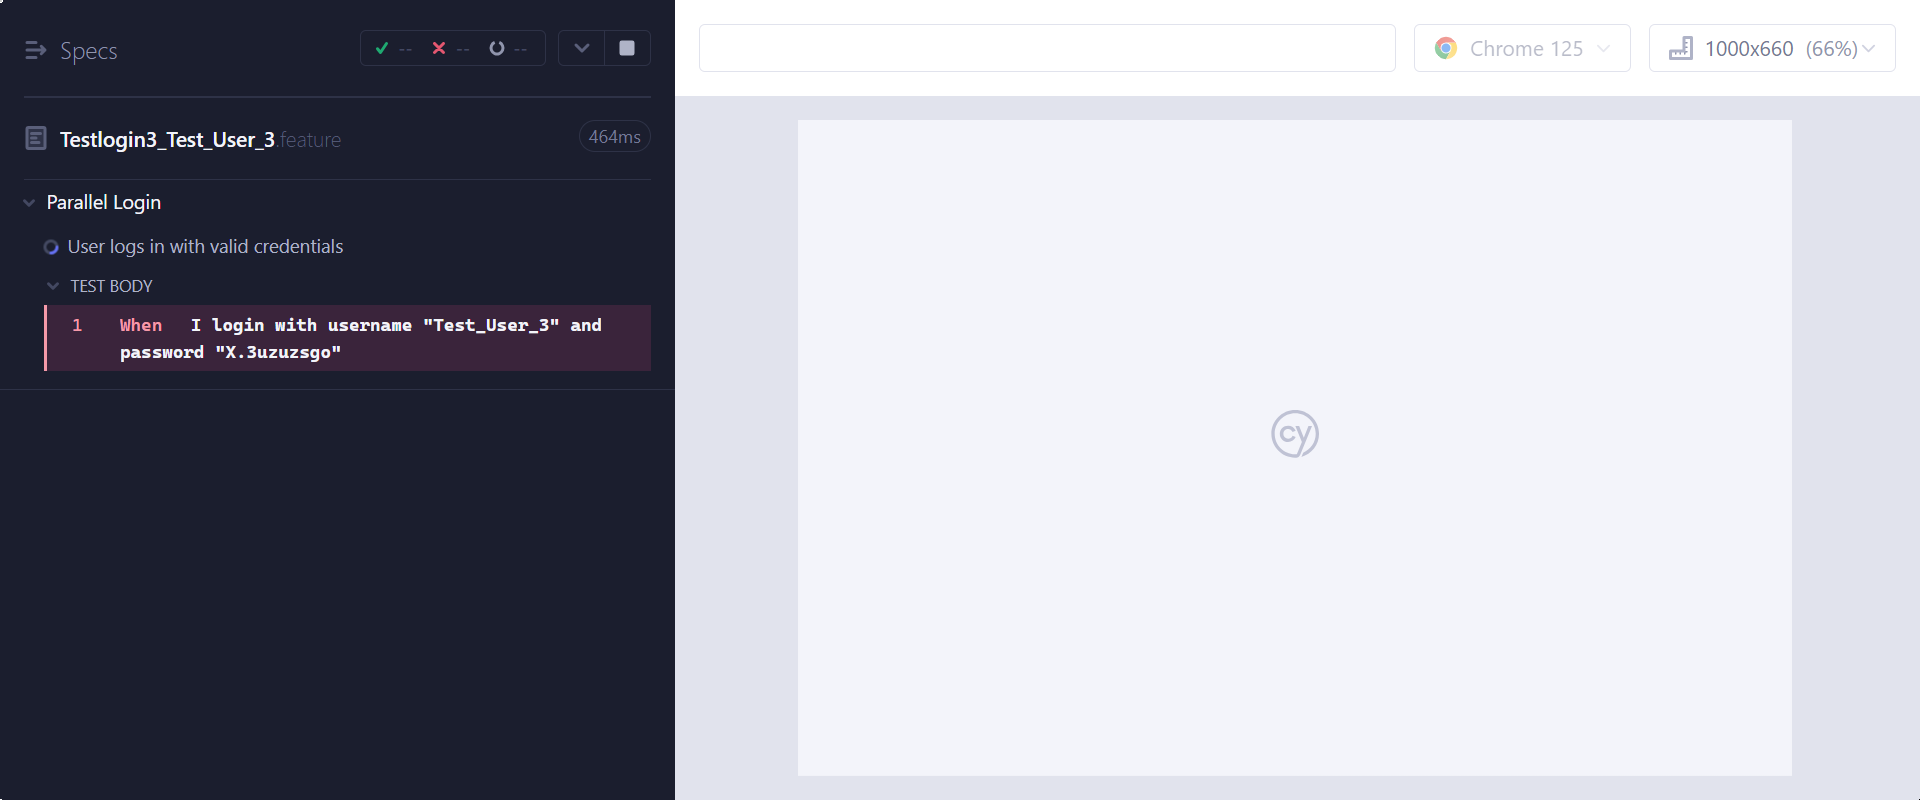 Specs
-- -- --
Chrome 125
1000x660 (66%)
Testlogin3_Test_User_3.feature
464ms
Parallel Login
User logs in with valid credentials
TEST BODY
1 When I login with username "Test_User_3" and
password "X.3uzuzsgo"
cy